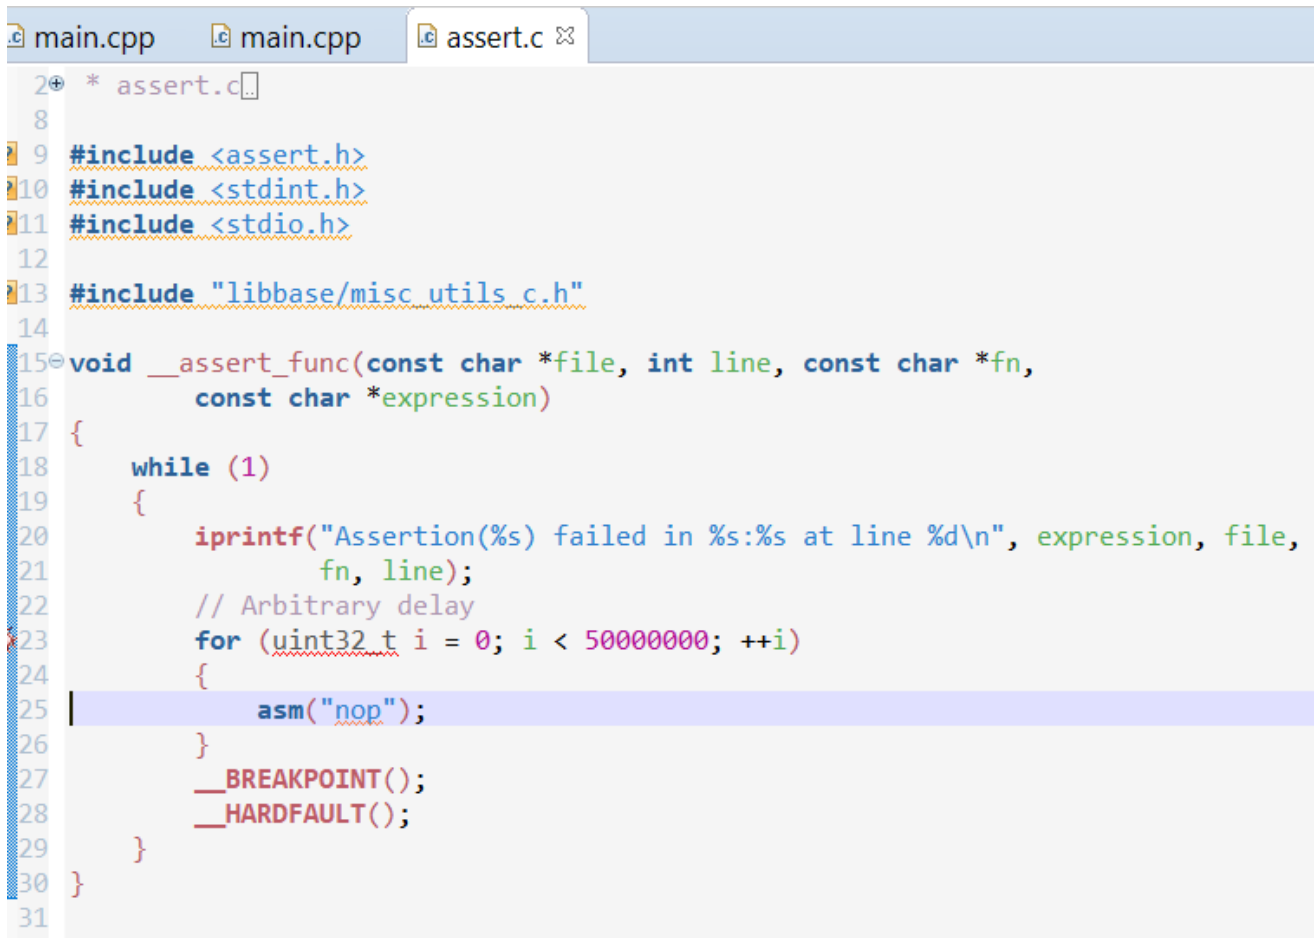 main.cpp main.cpp assert.c
2 * assert.c
8
9 #include <assert.h>
10 #include <stdint.h>
11 #include <stdio.h>
12
13 #include "libbase/misc_utils_c.h"
14
15 void __assert_func(const char *file, int line, const char *fn,
16 const char *expression)
17 {
18 while (1)
19 {
20 iprintf("Assertion(%s) failed in %s:%s at line %d\n", expression, file,
21 fn, line);
22 // Arbitrary delay
23 for (uint32_t i = 0; i < 50000000; ++i)
24 {
25 asm("nop");
26 }
27 __BREAKPOINT();
28 __HARDFAULT();
29 }
30 }
31